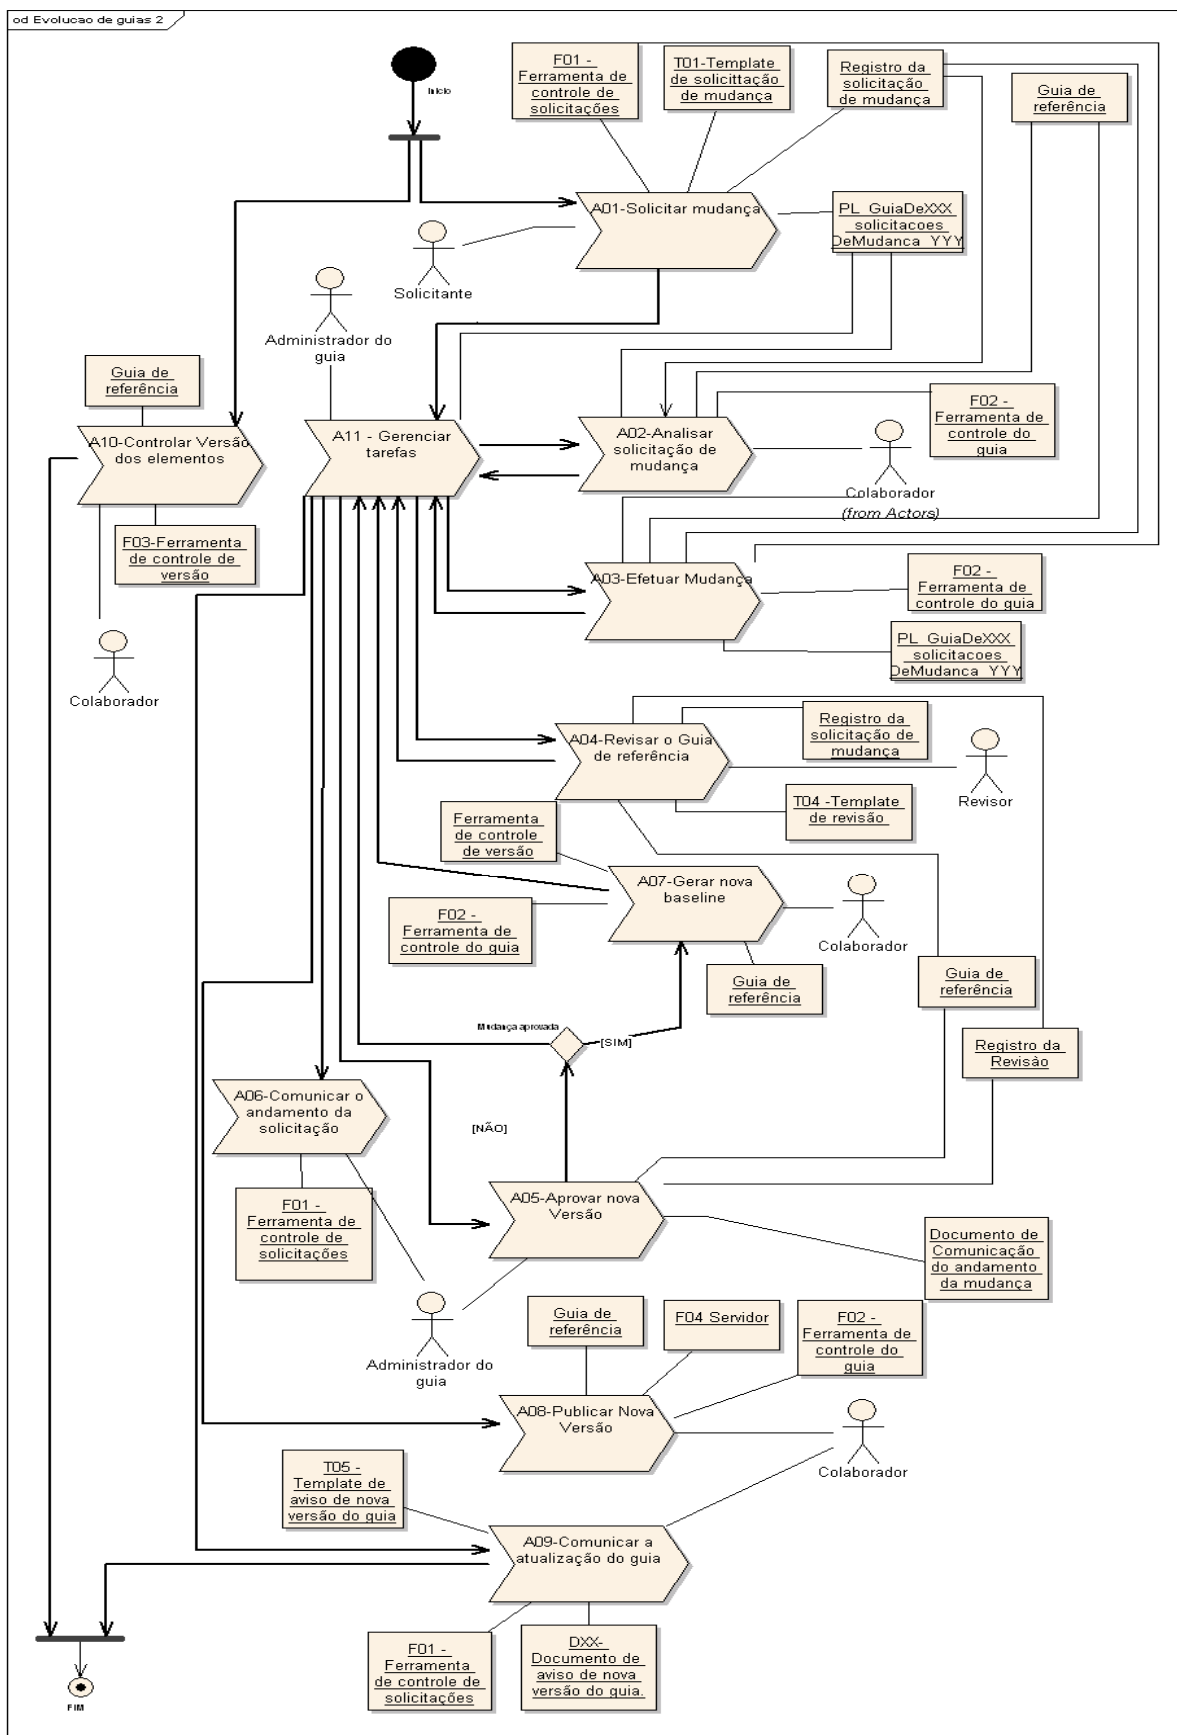 od Evolucao de guias 2
Inicio
F01 -
Ferramenta de
controle de
solicitações
T01-Template
de solicittação
de mudança
Registro da
solicitação
de mudança
Guia de
referência
A01-Solicitar mudança
PL_GuiaDeXXX_
solicitacoes
DeMudanca_YYY
Solicitante
Administrador do
guia
Guia de
referência
A10-Controlar Versão
dos elementos
A11 - Gerenciar
tarefas
A02-Analisar
solicitação de
mudança
F02 -
Ferramenta de
controle do
guia
Colaborador
(from Actors)
F03-Ferramenta
de controle de
versão
A03-Efetuar Mudança
F02 -
Ferramenta de
controle do guia
PL_GuiaDeXXX_
solicitacoes
DeMudanca_YYY
Colaborador
A04-Revisar o Guia
de referência
Registro da
solicitação de
mudança
Revisor
T04 -Template
de revisão
Ferramenta
de controle
de versão
A07-Gerar nova
baseline
F02 -
Ferramenta de
controle do guia
Colaborador
Guia de
referência
Guia de
referência
Mudança aprovada
[SIM]
Registro da
Revisào
A06-Comunicar o
andamento da
solicitação
[NÃO]
F01 -
Ferramenta de
controle de
solicitações
A05-Aprovar nova
Versão
Documento de
Comunicação
do andamento
da mudança
Administrador do
guia
Guia de
referência
F04 Servidor
F02 -
Ferramenta de
controle do
guia
A08-Publicar Nova
Versão
Colaborador
T05 -
Template de
aviso de nova
versão do guia
A09-Comunicar a
atualização do guia
F01 -
Ferramenta
de controle de
solicitações
DXX-
Documento de
aviso de nova
versão do guia.
FIM